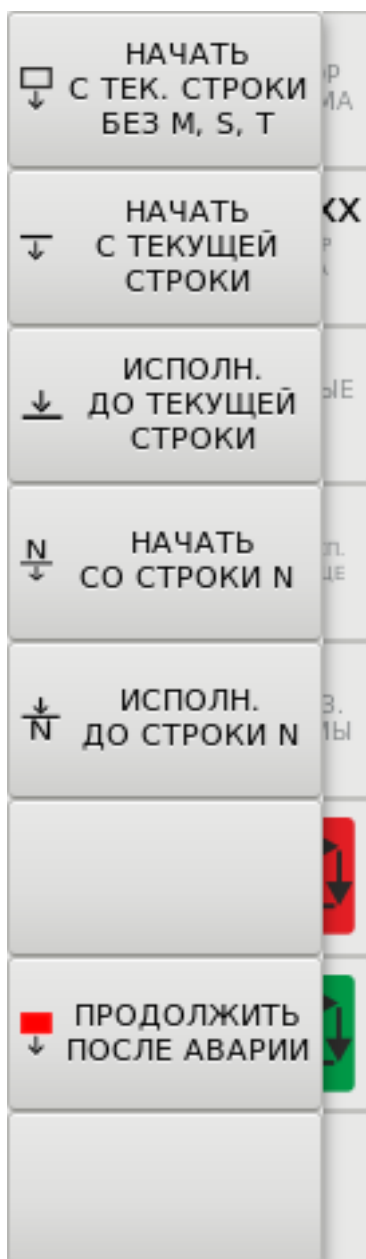 НАЧАТЬ
С ТЕК. СТРОКИ
БЕЗ M, S, T
НАЧАТЬ
С ТЕКУЩЕЙ
СТРОКИ
ИСПОЛН.
ДО ТЕКУЩЕЙ
СТРОКИ
N
НАЧАТЬ
СО СТРОКИ N
N
ИСПОЛН.
ДО СТРОКИ N
ПРОДОЛЖИТЬ
ПОСЛЕ АВАРИИ